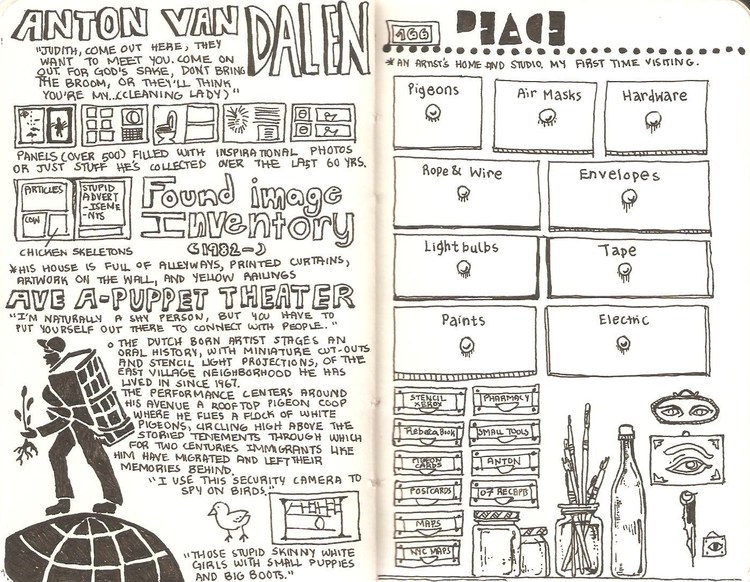 ANTON VAN
DALEN
"JUDITH, COME OUT HERE, THEY
WANT TO MEET YOU. COME ON
OUT. FOR GOD'S SAKE, DON'T BRING
THE BROOM, OR THEY'LL THINK
YOU'RE MY...(CLEANING LADY)"
PANELS (OVER 500) FILLED WITH INSPIRATIONAL PHOTOS
OR JUST STUFF HE'S COLLECTED OVER THE LAST 60 YRS.
ARTICLES
COW
STUPID
ADVERT
-ISEME
-NTS
CHICKEN SKELETONS
Found image
Inventory
(1982-)
*HIS HOUSE IS FULL OF ALLEYWAYS, PRINTED CURTAINS,
ARTWORK ON THE WALL, AND YELLOW RAILINGS
AVE A-PUPPET THEATER
"I'M NATURALLY A SHY PERSON, BUT YOU HAVE TO
PUT YOURSELF OUT THERE TO CONNECT WITH PEOPLE."
THE DUTCH BORN ARTIST STAGES AN
ORAL HISTORY, WITH MINIATURE CUT-OUTS
AND STENCIL LIGHT PROJECTIONS, OF THE
EAST VILLAGE NEIGHBORHOOD HE HAS
LIVED IN SINCE 1967.
THE PERFORMANCE CENTERS AROUND
HIS AVENUE A ROOFTOP PIGEON COOP
WHERE HE FLIES A FLOCK OF WHITE
PIGEONS, CIRCLING HIGH ABOVE THE
STORIED TENEMENTS THROUGH WHICH
FOR TWO CENTURIES IMMIGRANTS LIKE
HIM HAVE MIGRATED AND LEFT THEIR
MEMORIES BEHIND.
"I USE THIS SECURITY CAMERA TO
SPY ON BIRDS."
"THOSE STUPID SKINNY WHITE
GIRLS WITH SMALL PUPPIES
AND BIG BOOTS."
166 PEACE
*AN ARTIST'S HOME AND STUDIO. MY FIRST TIME VISITING.
Pigeons
Air Masks
Hardware
Rope & Wire
Envelopes
Lightbulbs
Tape
Paints
Electric
STENCIL
XEROX
PHARMACY
SMALL TOOLS
PIGEON
CARDS
ANTON
POSTCARDS
MAPS
NYC MAPS